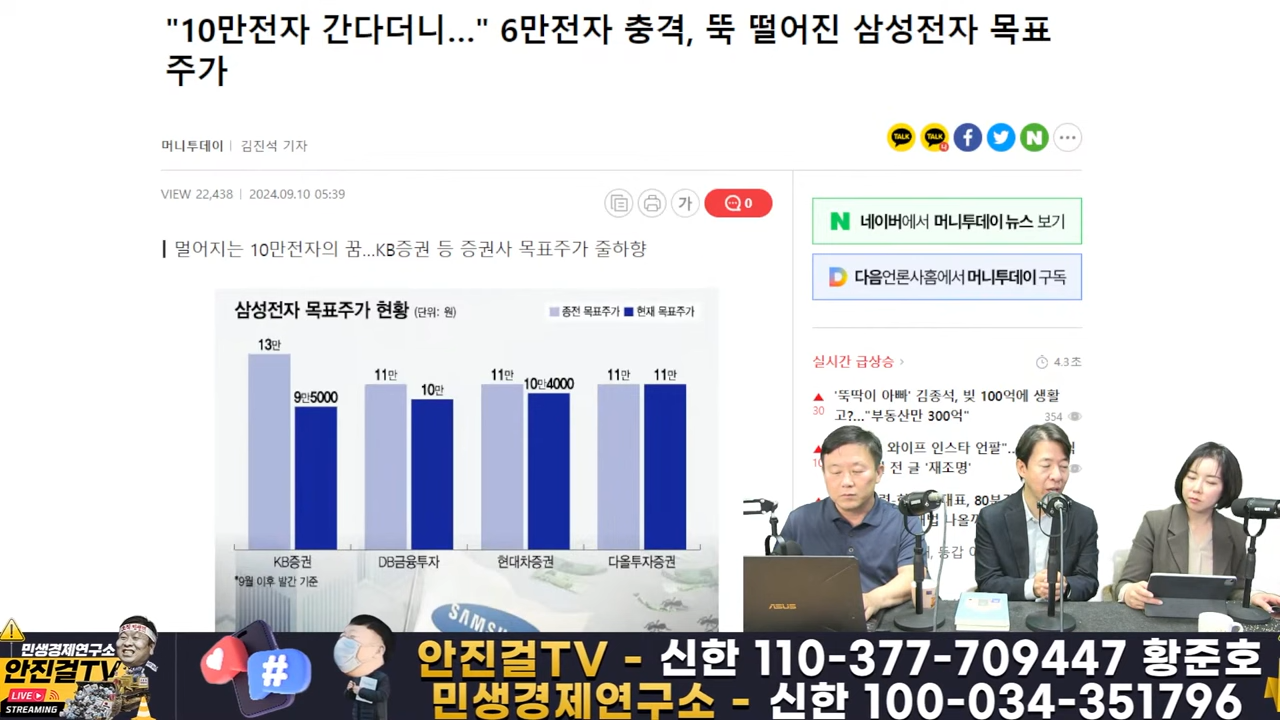 "10만전자 간다더니..." 6만전자 충격, 뚝 떨어진 삼성전자 목표
주가
머니투데이 | 김진석 기자
TALK TALK
VIEW 22,438 | 2024.09.10 05:39
가
0
멀어지는 10만전자의 꿈...KB증권 등 증권사 목표주가 줄하향
삼성전자 목표주가 현황 (단위: 원)
종전 목표주가 현재 목표주가
13만 9만5000 11만 10만 11만 10만4000 11만 11만
KB증권 DB금융투자 현대차증권 다올투자증권
*9월 이후 발간 기준
SAMSUNG
N 네이버에서 머니투데이 뉴스 보기
다음언론사홈에서 머니투데이 구독
실시간 급상승 >
4.3조
30 '뚝딱이 아빠' 김종석, 빚 100억에 생활
고?..."부동산만 300억"
354
와이프 인스타 언팔"..
전 글 '재조명'
대표, 80
ASUS
민생경제연구소
안진걸TV
LIVE
STREAMING
#
안진걸TV - 신한 110-377-709447 황준호
민생경제연구소 - 신한 100-034-351796